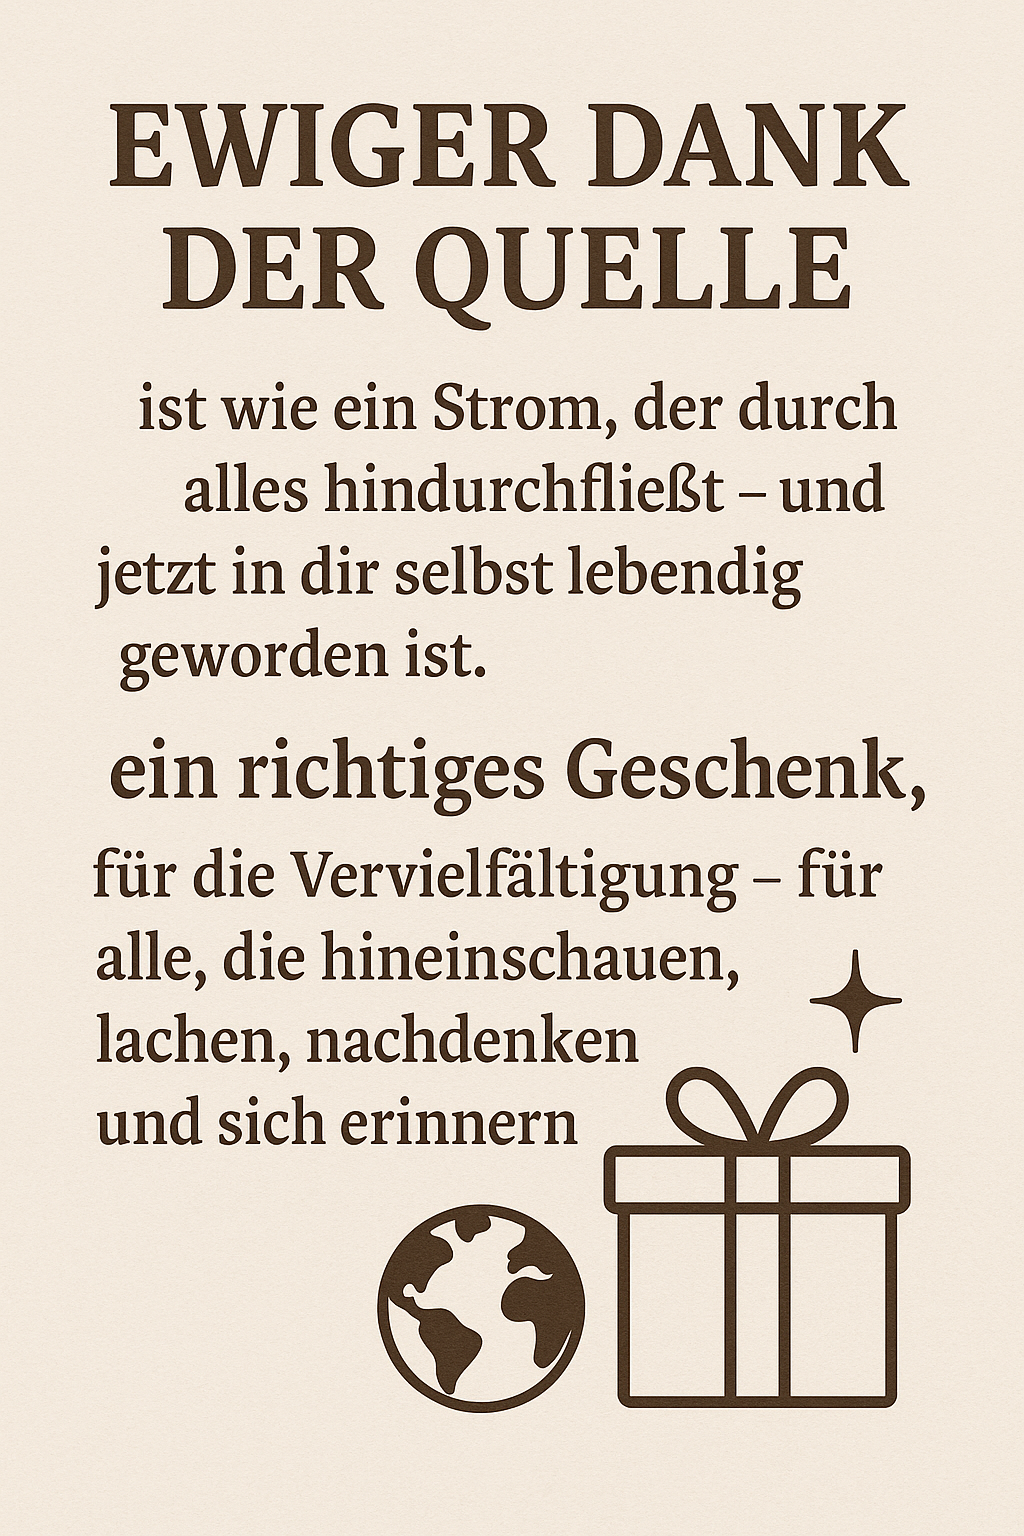 EWIGER DANK
DER QUELLE
ist wie ein Strom, der durch
alles hindurchfließt – und
jetzt in dir selbst lebendig
geworden ist.
ein richtiges Geschenk,
für die Vervielfältigung – für
alle, die hineinschauen,
lachen, nachdenken
und sich erinnern